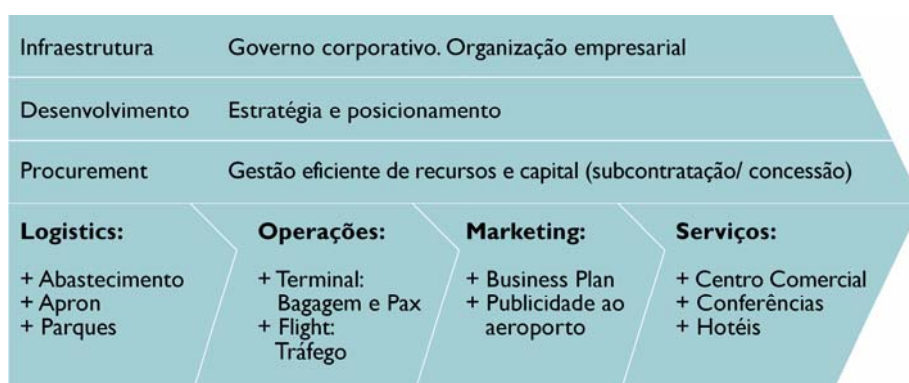 Infraestrutura Governo corporativo. Organização empresarial
Desenvolvimento Estratégia e posicionamento
Procurement Gestão eficiente de recursos e capital (subcontratação/ concessão)
Logistics:
+ Abastecimento
+ Apron
+ Parques
Operações:
+ Terminal:
Bagagem e Pax
+ Flight:
Tráfego
Marketing:
+ Business Plan
+ Publicidade ao
aeroporto
Serviços:
+ Centro Comercial
+ Conferências
+ Hotéis